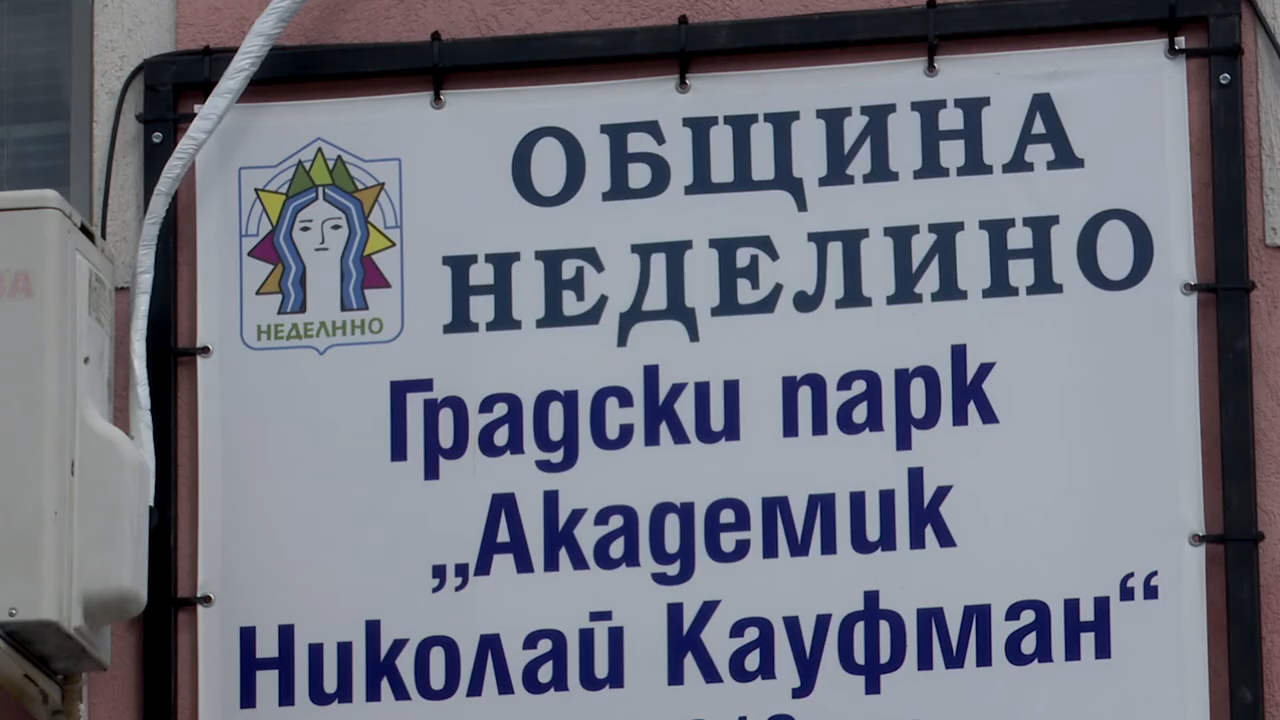 ОБЩИНА
НЕДЕЛИНО
НЕДЕЛИНО
Градски парк
„Академик
Николай Кауфман“